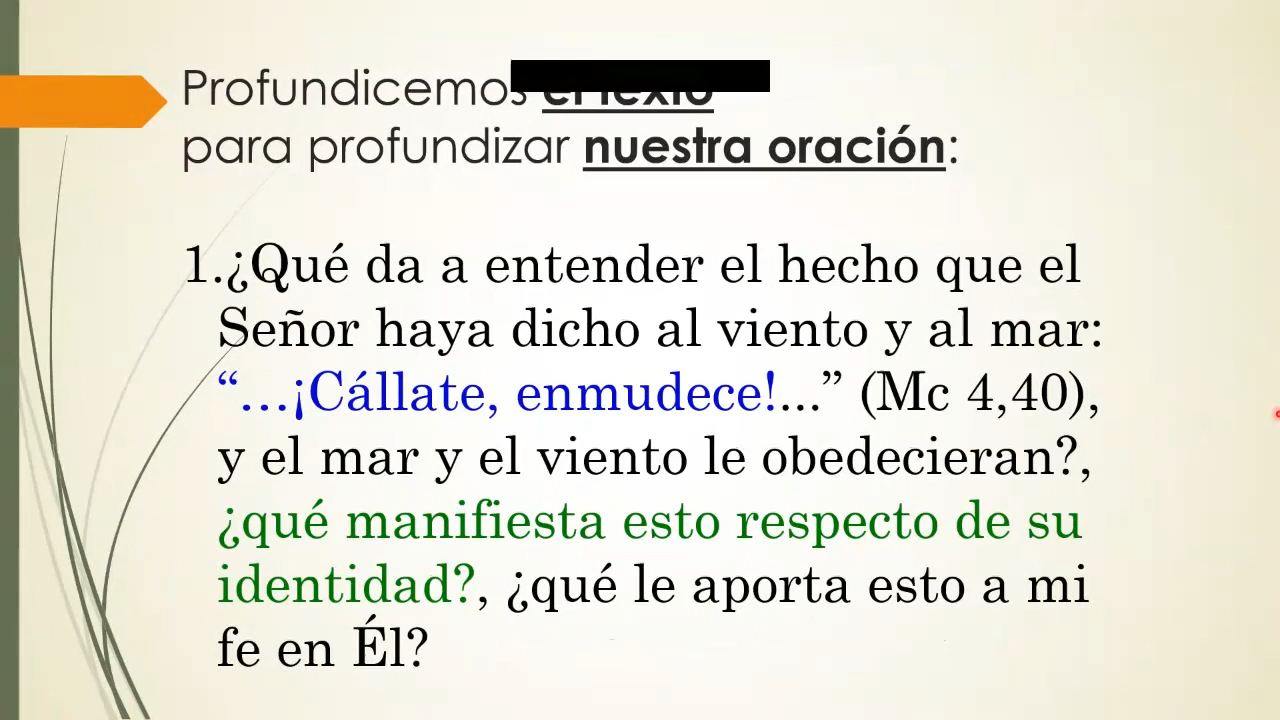 Profundicemos el texto
para profundizar nuestra oración:
1.¿Qué da a entender el hecho que el
Señor haya dicho al viento y al mar:
“…¡Cállate, enmudece!...” (Mc 4,40),
y el mar y el viento le obedecieran?,
¿qué manifiesta esto respecto de su
identidad?, ¿qué le aporta esto a mi
fe en Él?